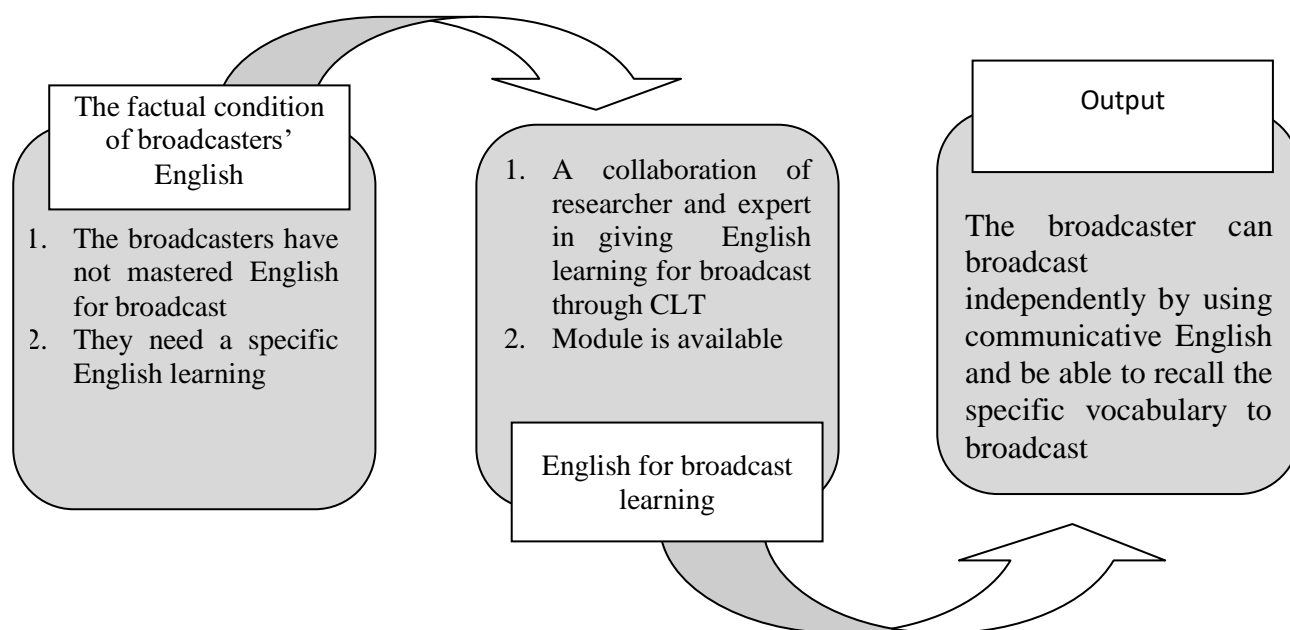 The factual condition
of broadcasters’
English
1. The broadcasters have
not mastered English
for broadcast
2. They need a specific
English learning
1. A collaboration of
researcher and expert
in giving English
learning for broadcast
through CLT
2. Module is available
English for broadcast
learning
Output
The broadcaster can
broadcast
independently by using
communicative English
and be able to recall the
specific vocabulary to
broadcast